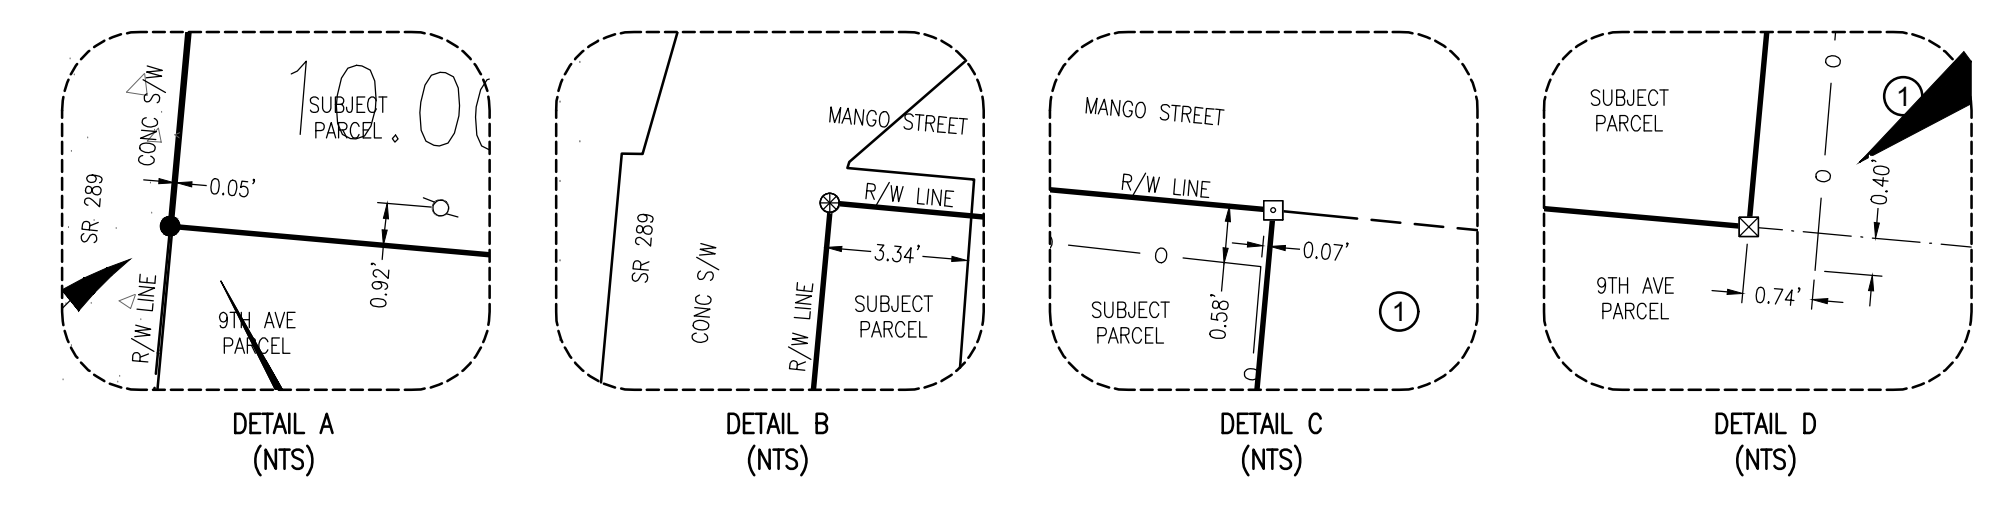 CONC S/W
10.00
SUBJECT
PARCEL
SR 289
0.05'
0.92'
R/W LINE
9TH AVE
PARCEL
DETAIL A
(NTS)
MANGO STREET
R/W LINE
SR 289
CONC S/W
3.34'
R/W LINE
SUBJECT
PARCEL
DETAIL B
(NTS)
MANGO STREET
R/W LINE
0.07'
0.58'
SUBJECT
PARCEL
1
DETAIL C
(NTS)
SUBJECT
PARCEL
1
0.40'
9TH AVE
PARCEL
0.74'
DETAIL D
(NTS)